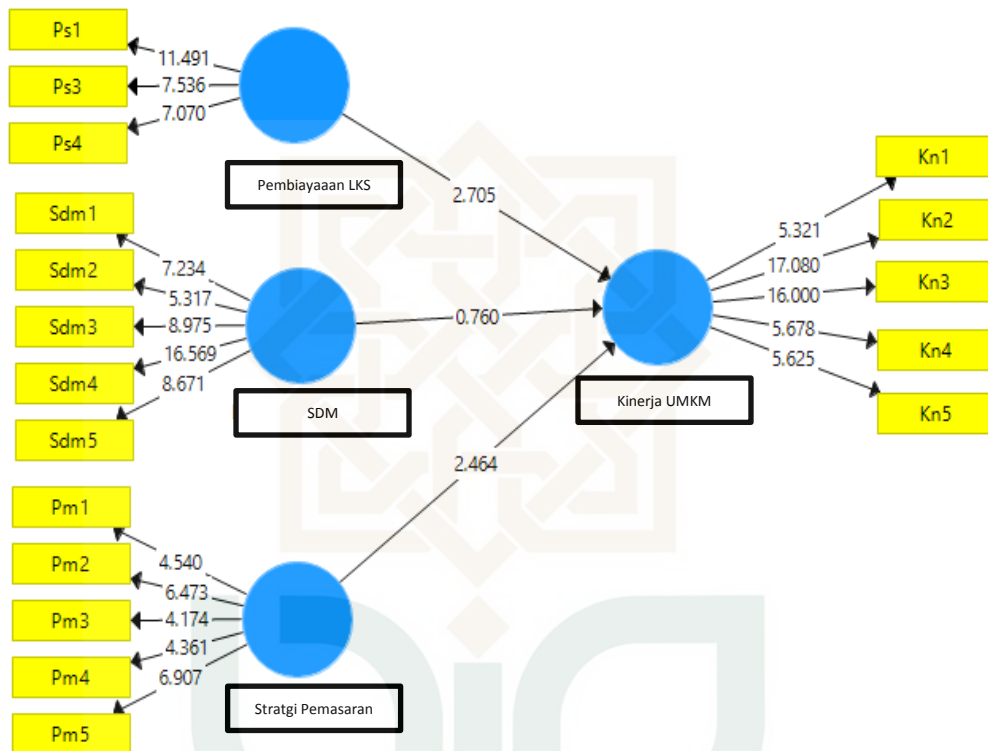 Ps1
Ps3
Ps4
11.491
7.536
7.070
Pembiayaaan LKS
2.705
Sdm1
Sdm2
Sdm3
Sdm4
Sdm5
7.234
5.317
8.975
16.569
8.671
SDM
0.760
Pm1
Pm2
Pm3
Pm4
Pm5
4.540
6.473
4.174
4.361
6.907
Stratgi Pemasaran
2.464
Kinerja UMKM
5.321
17.080
16.000
5.678
5.625
Kn1
Kn2
Kn3
Kn4
Kn5